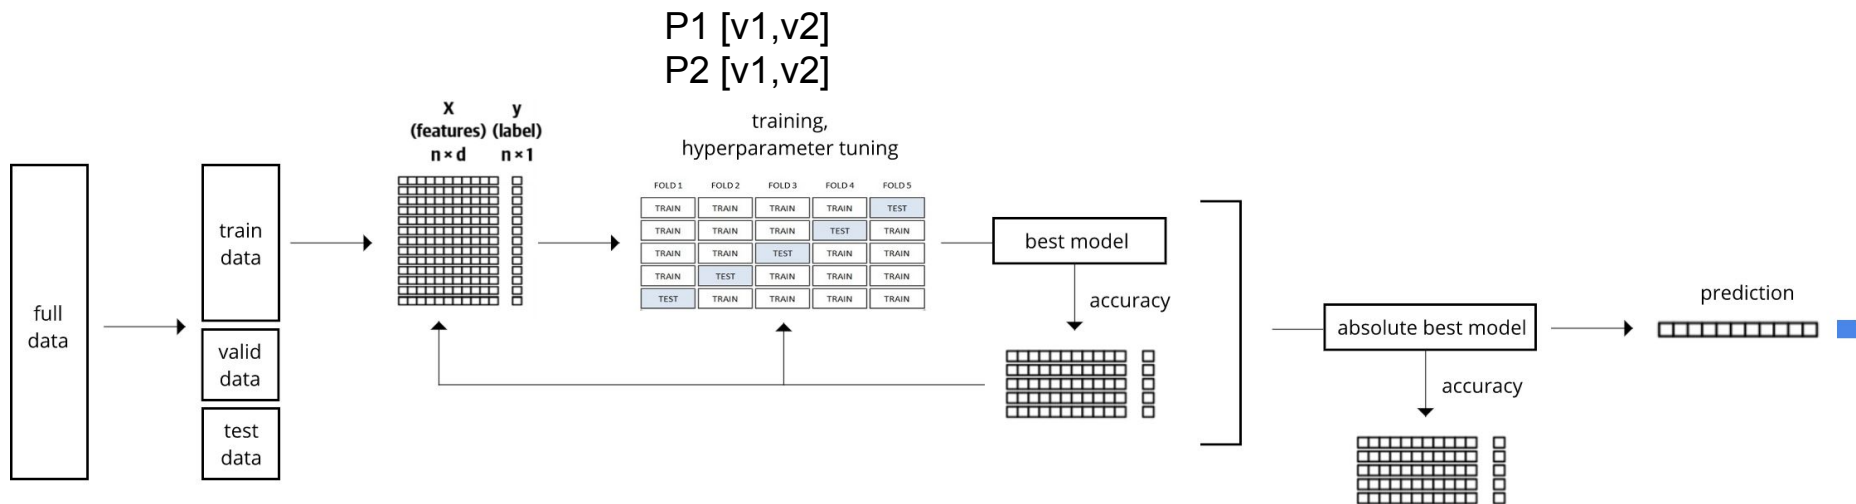 P1 [v1,v2]
P2 [v1,v2]
X
(features)
n × d
y
(label)
n × 1
training,
hyperparameter tuning
full
data
train
data
valid
data
test
data
FOLD 1 FOLD 2 FOLD 3 FOLD 4 FOLD 5
TRAIN TRAIN TRAIN TRAIN TEST
TRAIN TRAIN TRAIN TEST TRAIN
TRAIN TRAIN TEST TRAIN TRAIN
TRAIN TEST TRAIN TRAIN TRAIN
TEST TRAIN TRAIN TRAIN TRAIN
best model
accuracy
absolute best model
accuracy
prediction